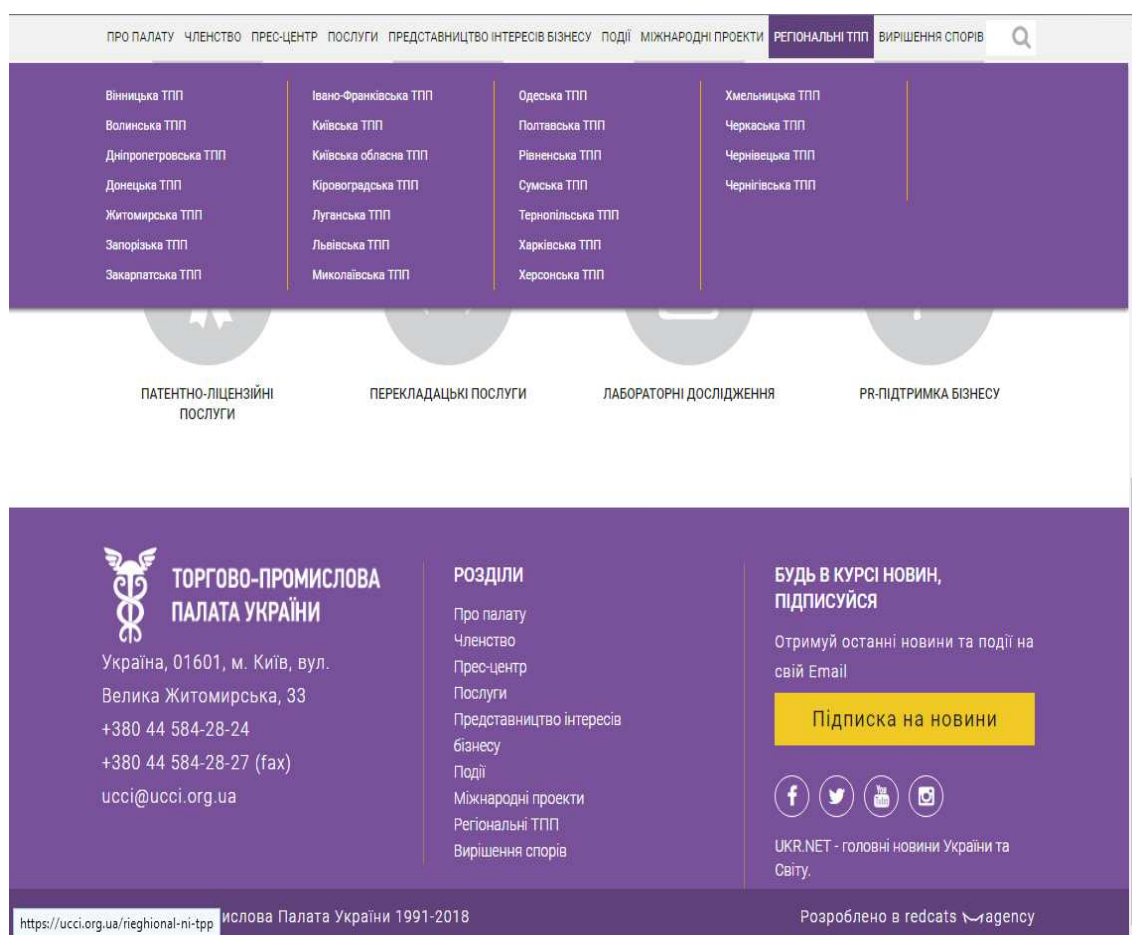 ПРО ПАЛАТУ ЧЛЕНСТВО ПРЕС-ЦЕНТР ПОСЛУГИ ПРЕДСТАВНИЦТВО ІНТЕРЕСІВ БІЗНЕСУ ПОДІЇ МІЖНАРОДНІ ПРОЕКТИ РЕГІОНАЛЬНІ ТПП ВИРІШЕННЯ СПОРІВ
Вінницька ТПП
Волинська ТПП
Дніпропетровська ТПП
Донецька ТПП
Житомирська ТПП
Запорізька ТПП
Закарпатська ТПП
Івано-Франківська ТПП
Київська ТПП
Київська обласна ТПП
Кіровоградська ТПП
Луганська ТПП
Львівська ТПП
Миколаївська ТПП
Одеська ТПП
Полтавська ТПП
Рівненська ТПП
Сумська ТПП
Тернопільська ТПП
Харківська ТПП
Херсонська ТПП
Хмельницька ТПП
Черкаська ТПП
Чернівецька ТПП
Чернігівська ТПП
ПАТЕНТНО-ЛІЦЕНЗІЙНІ
ПОСЛУГИ
ПЕРЕКЛАДАЦЬКІ ПОСЛУГИ
ЛАБОРАТОРНІ ДОСЛІДЖЕННЯ
PR-ПІДТРИМКА БІЗНЕСУ
ТОРГОВО-ПРОМИСЛОВА
ПАЛАТА УКРАЇНИ
Україна, 01601, м. Київ, вул.
Велика Житомирська, 33
+380 44 584-28-24
+380 44 584-28-27 (fax)
ucci@ucci.org.ua
РОЗДІЛИ
Про палату
Членство
Прес-центр
Послуги
Представництво інтересів
бізнесу
Події
Міжнародні проекти
Регіональні ТПП
Вирішення спорів
БУДЬ В КУРСІ НОВИН,
ПІДПИСУЙСЯ
Отримуй останні новини та події на
свій Email
Підписка на новини
You
Tube
UKR.NET - головні новини України та
Світу.
https://ucci.org.ua/rieghional-ni-tpp
ислова Палата України 1991-2018
Розроблено в redcats agency